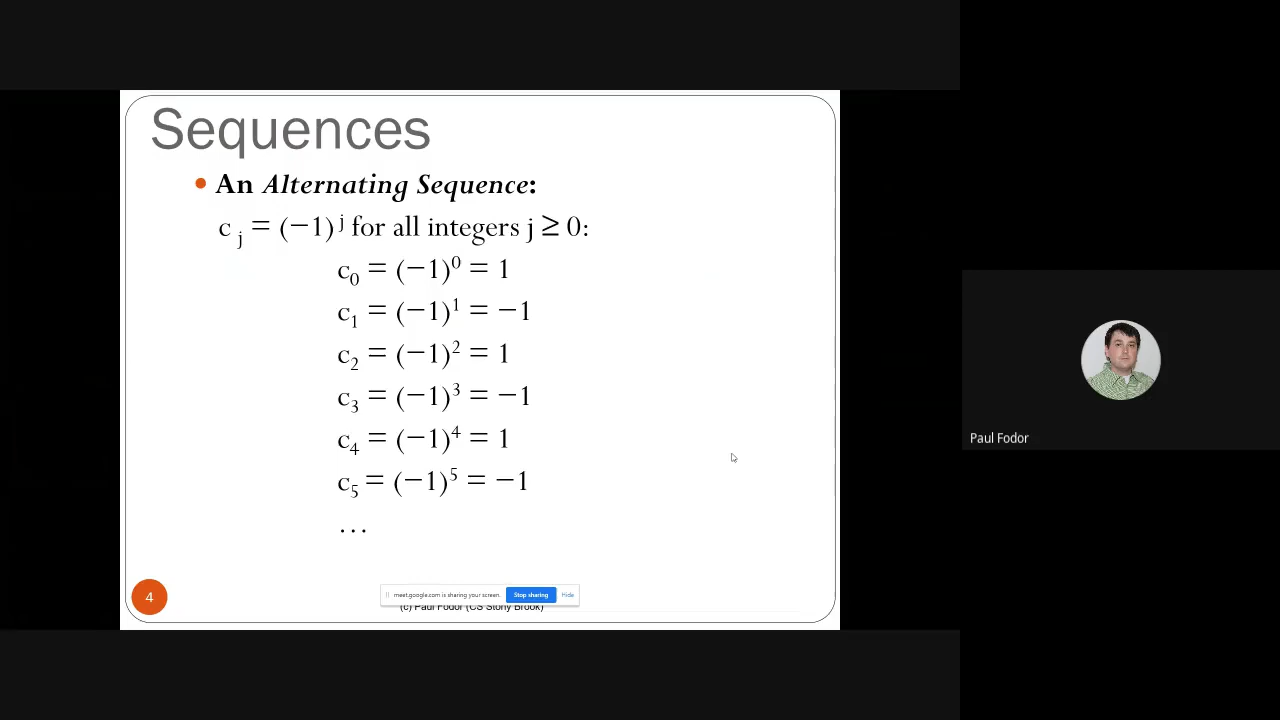 Sequences
• An Alternating Sequence:
c j = (−1) j for all integers j ≥ 0:
c0 = (−1)0 = 1
c1 = (−1)1 = −1
c2 = (−1)2 = 1
c3 = (−1)3 = −1
c4 = (−1)4 = 1
c5 = (−1)5 = −1
…
4
meet.google.com is sharing your screen. Stop sharing Hide
(c) Paul Fodor (CS Stony Brook)
Paul Fodor